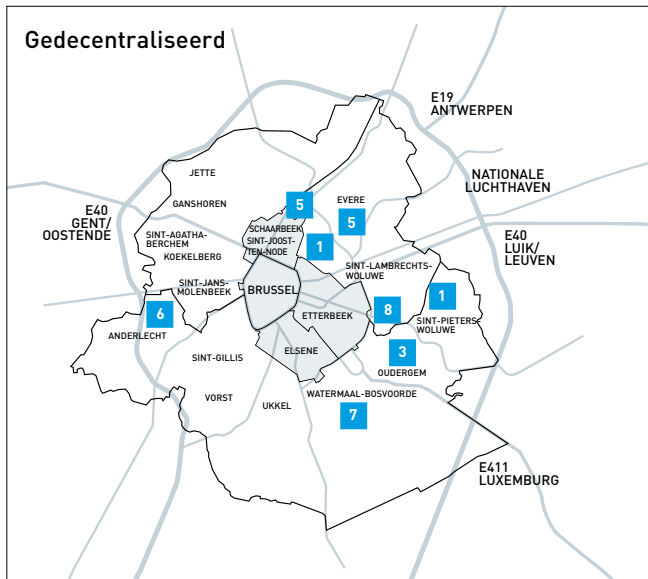 Gedecentraliseerd
E19
ANTWERPEN
JETTE
NATIONALE
LUCHTHAVEN
GANSHOREN
5
EVERE
5
E40
GENT/
OOSTENDE
SCHAARBEEK
SINT-JOOST-
TEN-NODE
1
SINT-AGATHA-
BERCHEM
KOEKELBERG
E40
LUIK/
LEUVEN
SINT-LAMBRECHTS-
WOLUWE
SINT-JANS-
MOLENBEEK
BRUSSEL
1
6
ETTERBEEK
8
SINT-PIETERS-
WOLUWE
ANDERLECHT
ELSENE
3
SINT-GILLIS
OUDERGEM
VORST
UKKEL
WATERMAAL-BOSVOORDE
7
E411
LUXEMBURG